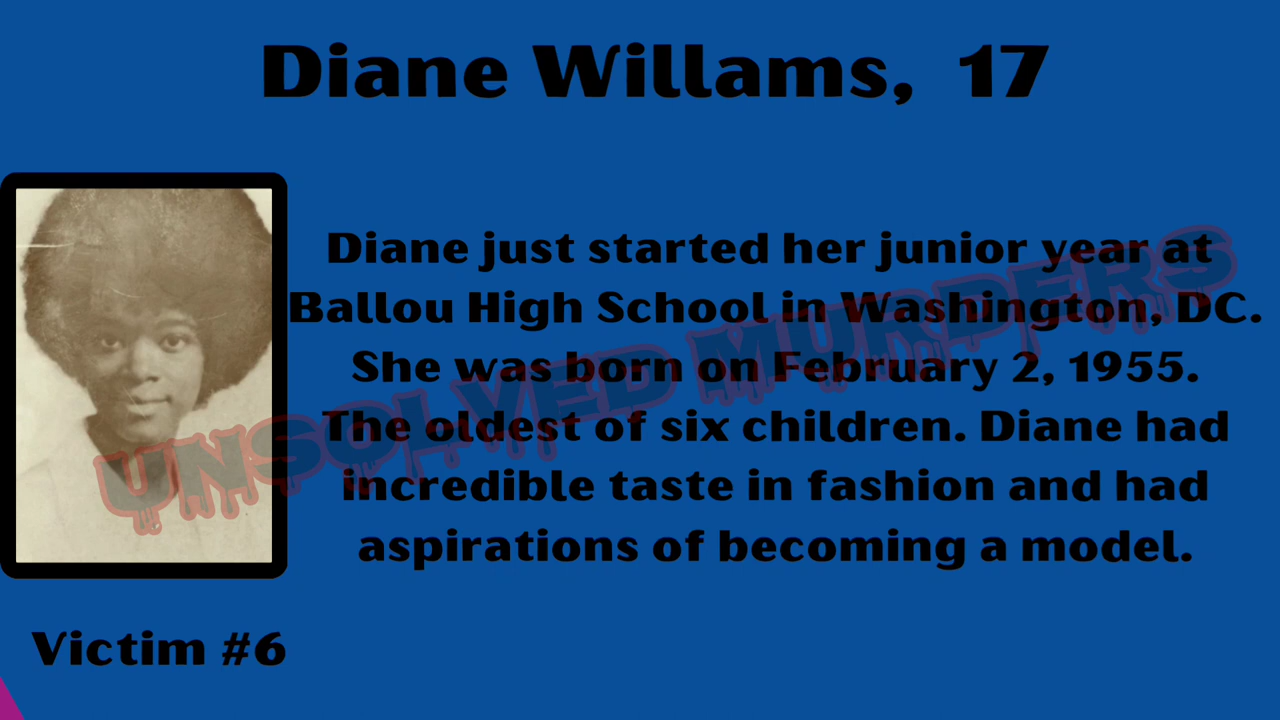 Diane Willams, 17
Diane just started her junior year at
Ballou High School in Washington, DC.
She was born on February 2, 1955.
The oldest of six children. Diane had
incredible taste in fashion and had
aspirations of becoming a model.
UNSOLVED MURDERS
Victim #6